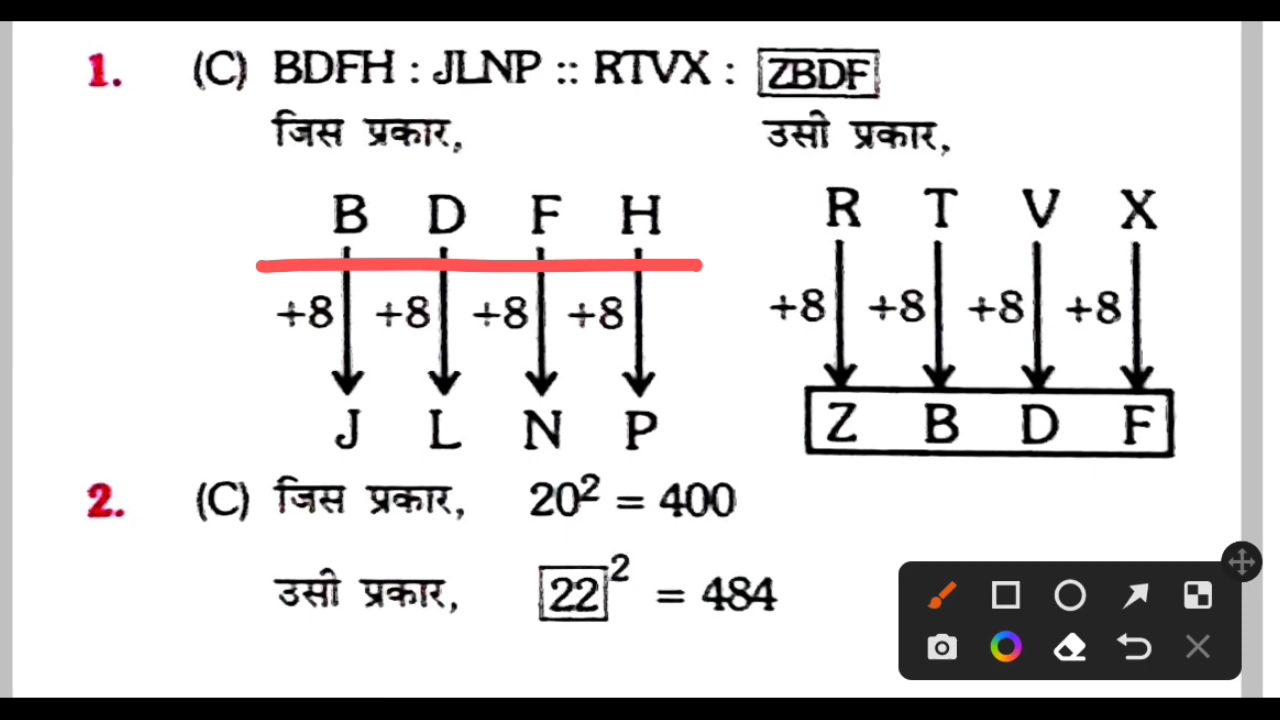 1. (C) BDFH : JLNP :: RTVX : ZBDF
जिस प्रकार, उसी प्रकार,
B D F H R T V X
+8 +8 +8 +8 +8 +8 +8 +8
J L N P Z B D F
2. (C) जिस प्रकार, 20² = 400
उसी प्रकार, 22² = 484